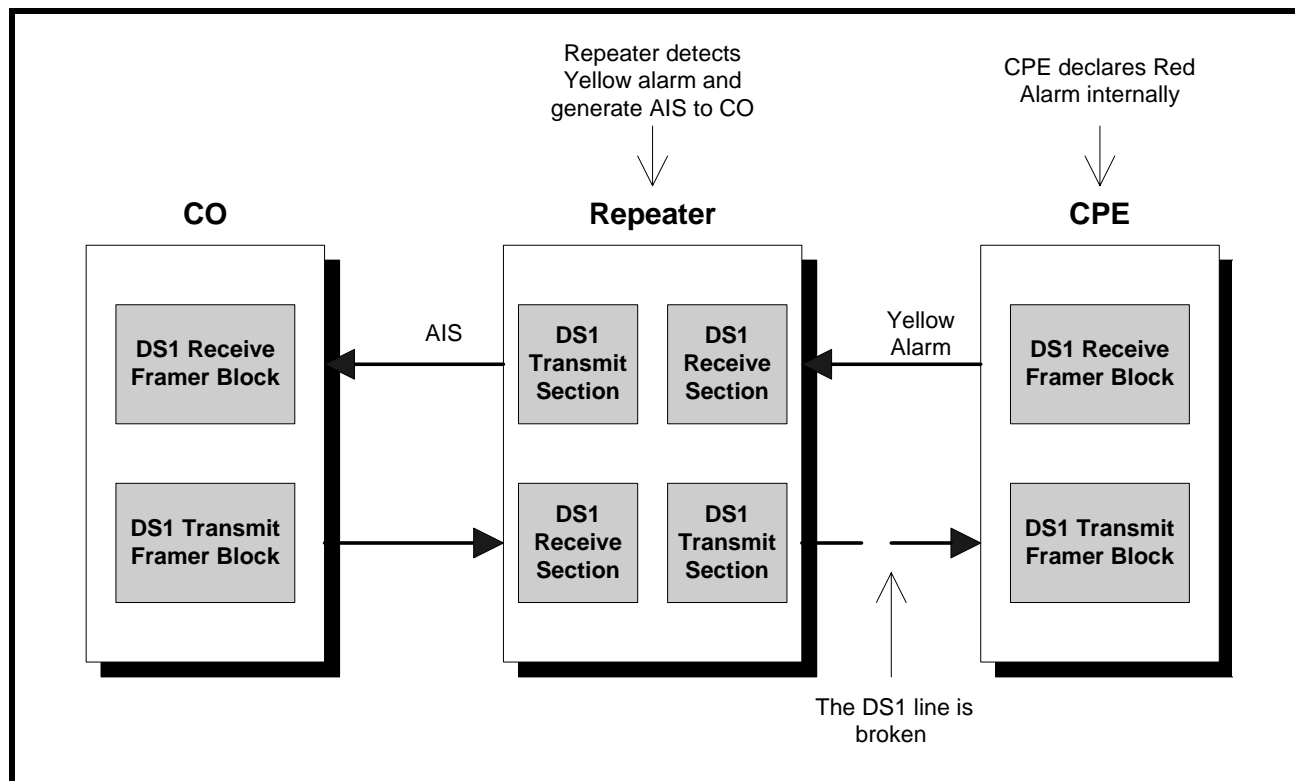 Repeater detects
Yellow alarm and
generate AIS to CO
CPE declares Red
Alarm internally
CO
Repeater
CPE
DS1 Receive
Framer Block
AIS
DS1
Transmit
Section
DS1
Receive
Section
Yellow
Alarm
DS1 Receive
Framer Block
DS1 Transmit
Framer Block
DS1
Receive
Section
DS1
Transmit
Section
DS1 Transmit
Framer Block
The DS1 line is
broken